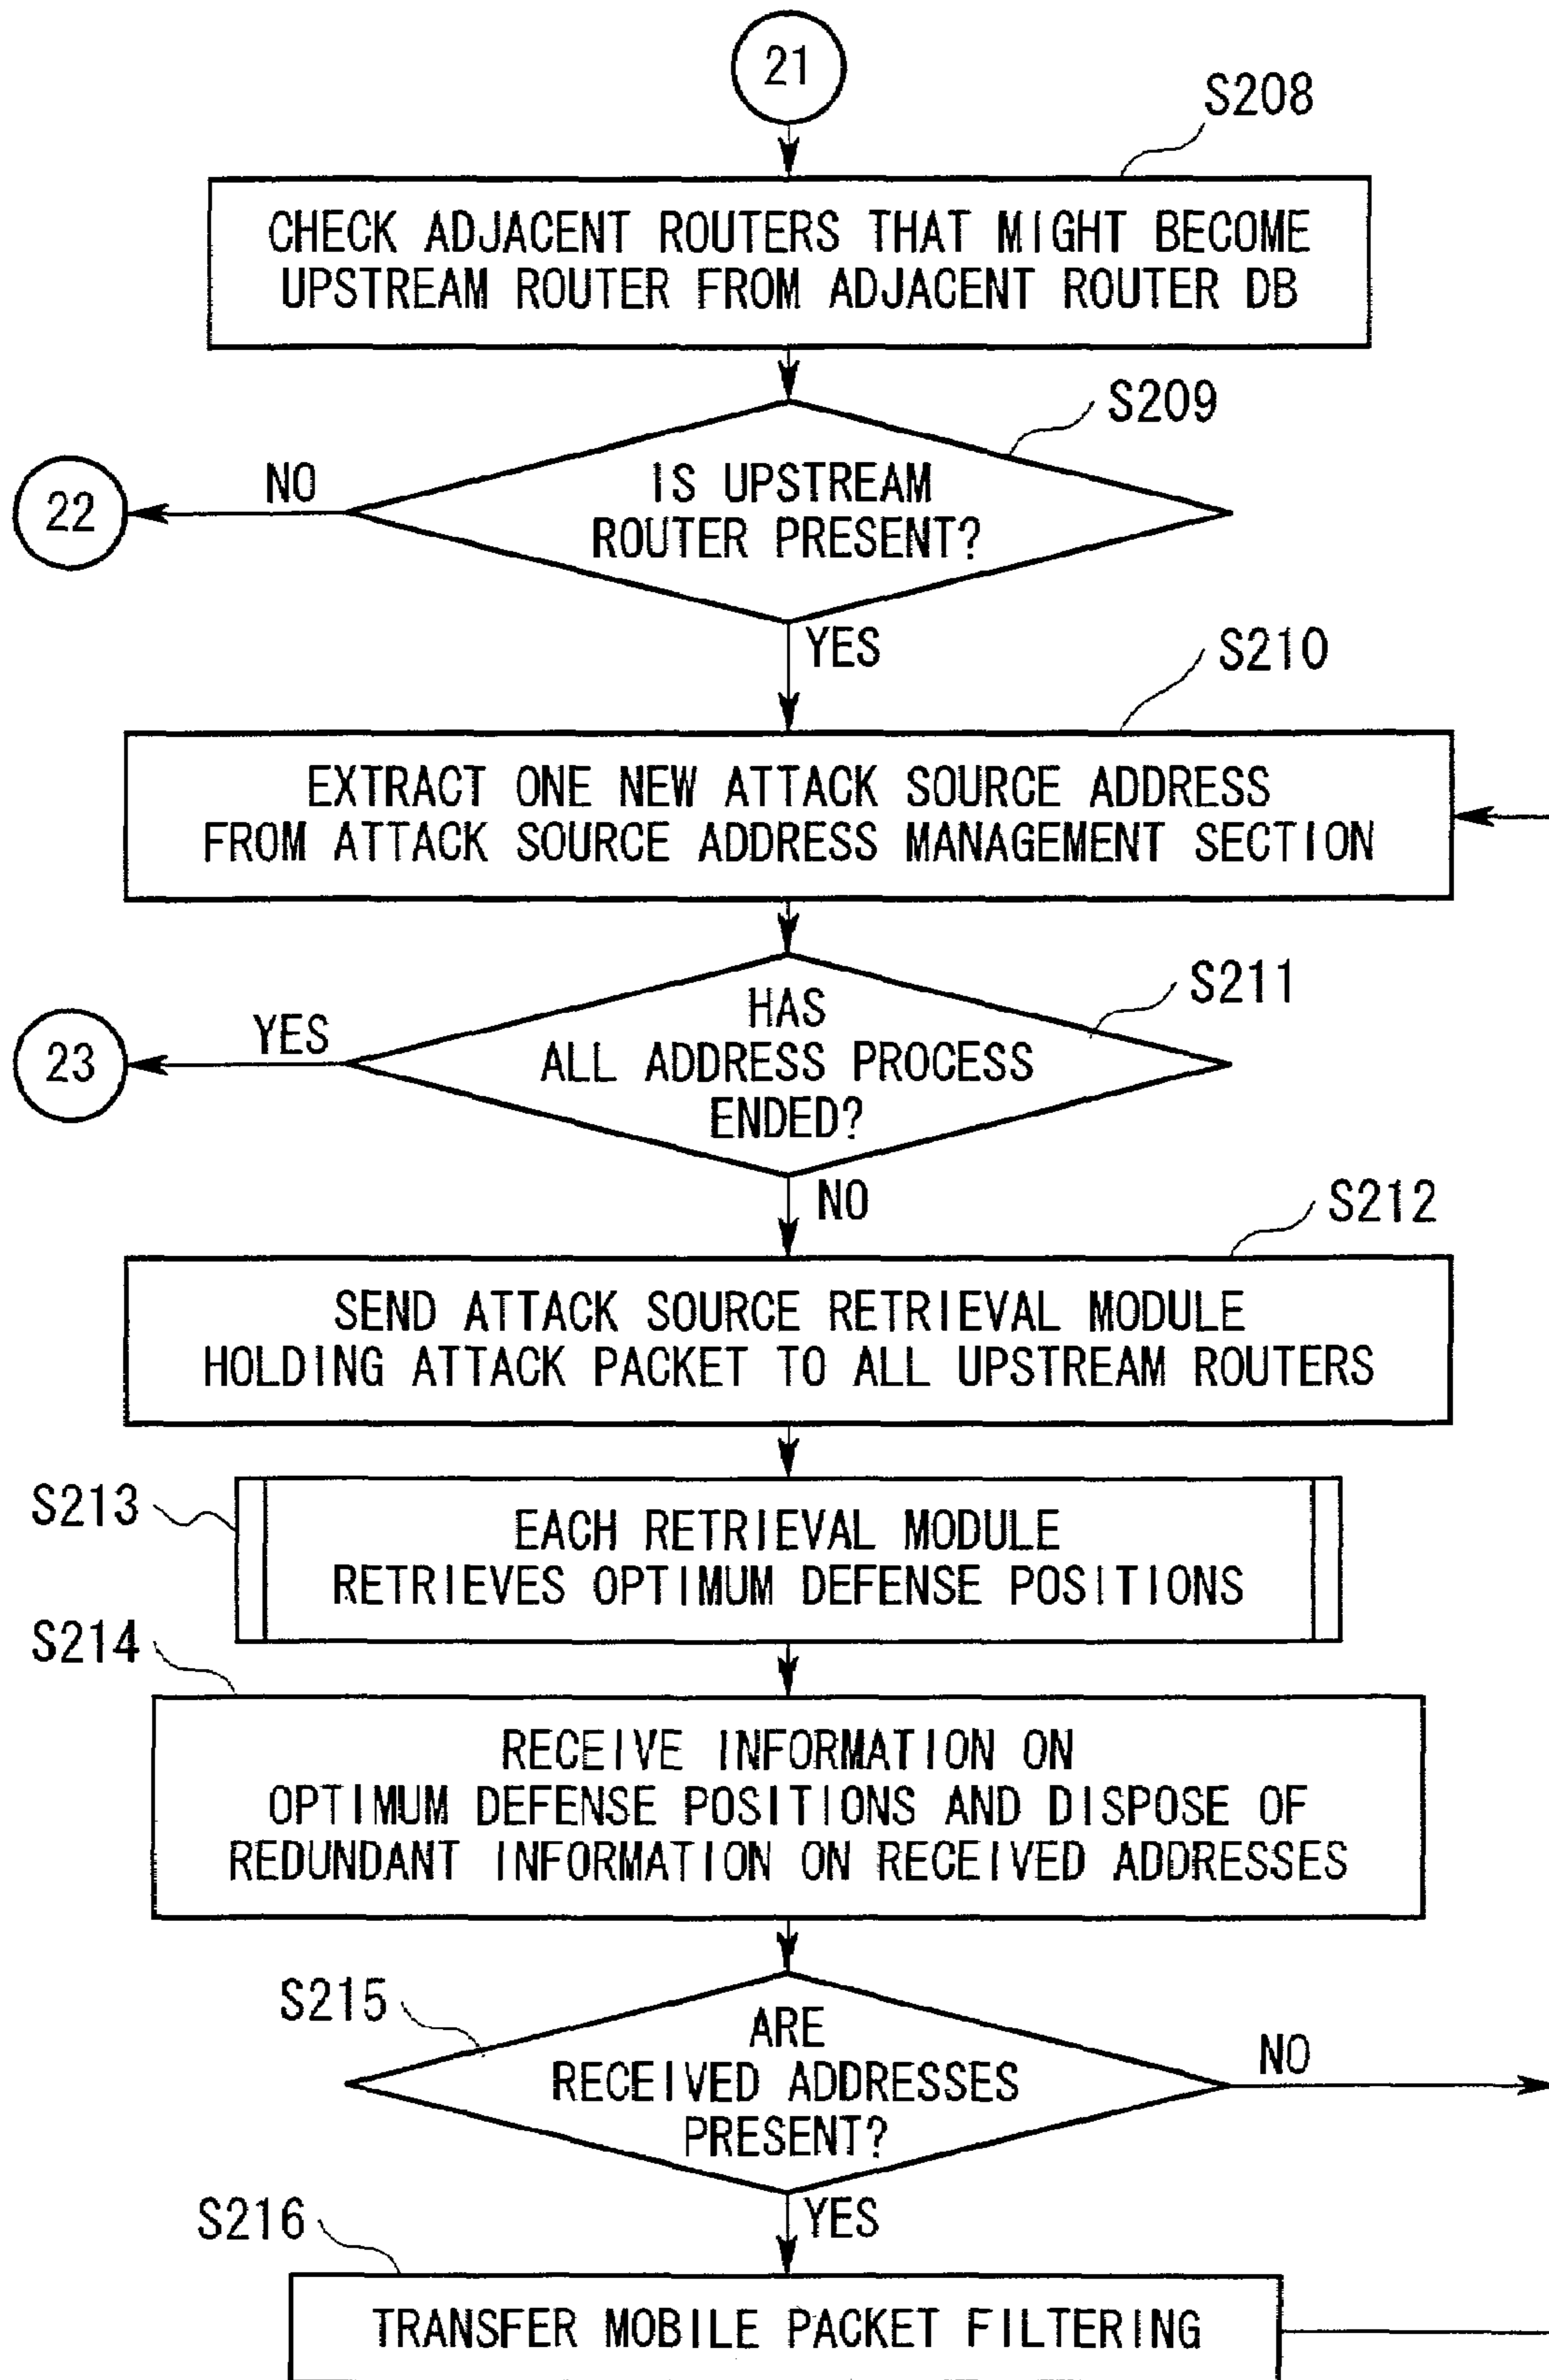 21
S208
CHECK ADJACENT ROUTERS THAT MIGHT BECOME
UPSTREAM ROUTER FROM ADJACENT ROUTER DB
S209
IS UPSTREAM
ROUTER PRESENT?
NO
22
YES
S210
EXTRACT ONE NEW ATTACK SOURCE ADDRESS
FROM ATTACK SOURCE ADDRESS MANAGEMENT SECTION
S211
HAS
ALL ADDRESS PROCESS
ENDED?
YES
23
NO
S212
SEND ATTACK SOURCE RETRIEVAL MODULE
HOLDING ATTACK PACKET TO ALL UPSTREAM ROUTERS
S213
EACH RETRIEVAL MODULE
RETRIEVES OPTIMUM DEFENSE POSITIONS
S214
RECEIVE INFORMATION ON
OPTIMUM DEFENSE POSITIONS AND DISPOSE OF
REDUNDANT INFORMATION ON RECEIVED ADDRESSES
S215
ARE
RECEIVED ADDRESSES
PRESENT?
NO
YES
S216
TRANSFER MOBILE PACKET FILTERING